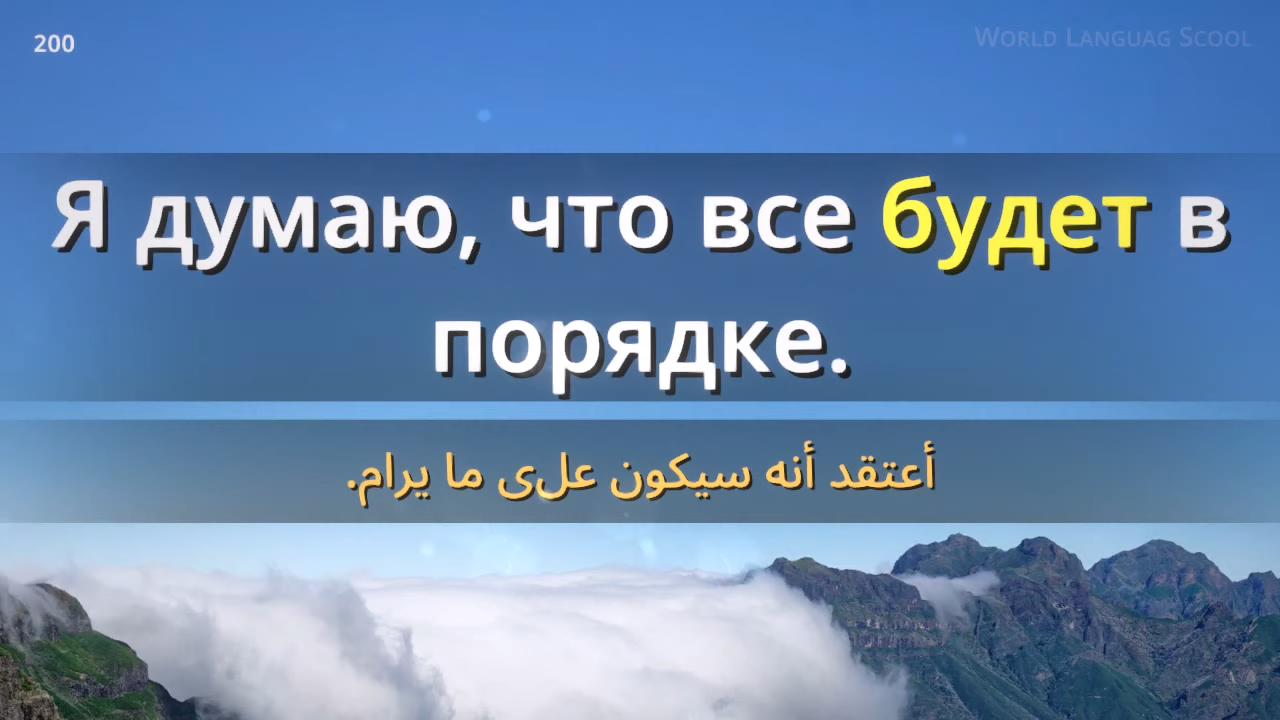 200
World Languag Scool
Я думаю, что все будет в
порядке.
أعتقد أنه سيكون على ما يرام.